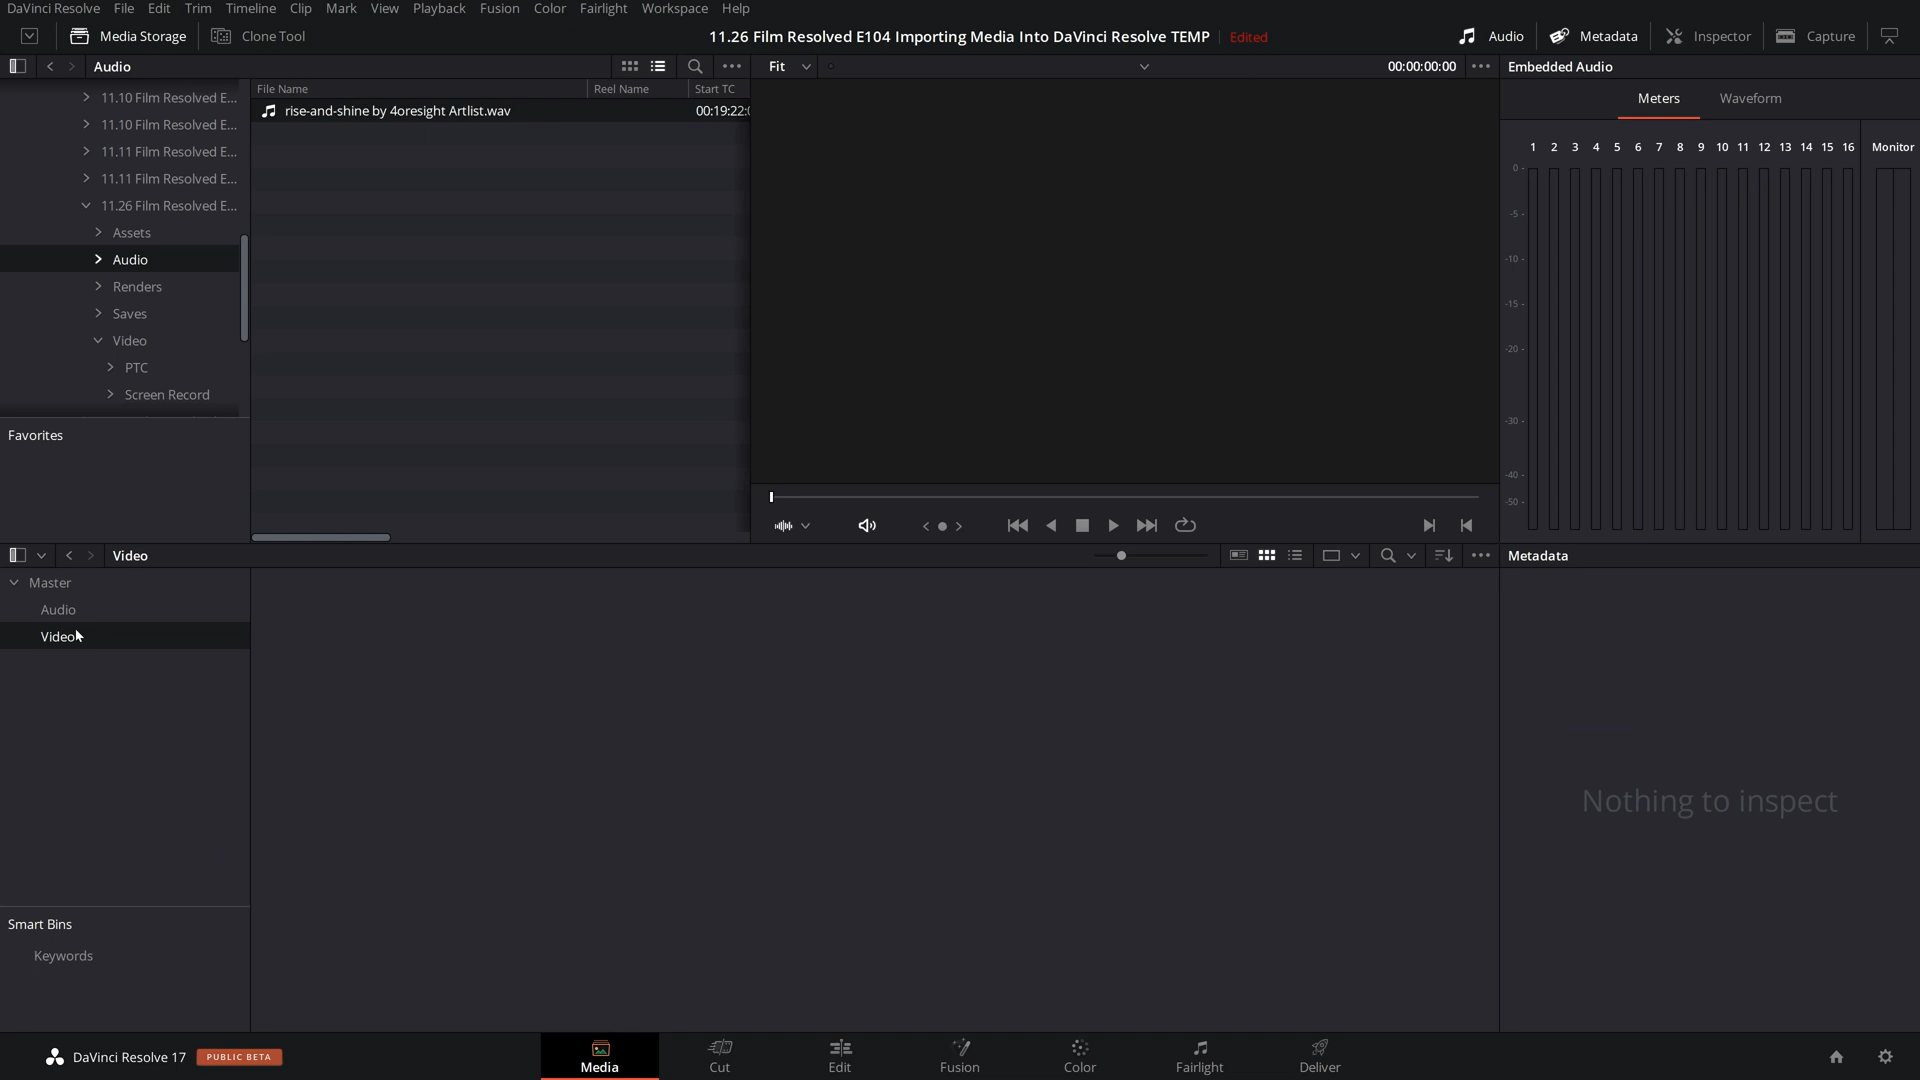 DaVinci Resolve File Edit Trim Timeline Clip Mark View Playback Fusion Color Fairlight Workspace Help
Media Storage Clone Tool 11.26 Film Resolved E104 Importing Media Into DaVinci Resolve TEMP Edited Audio Metadata Inspector Capture
Audio Fit 00:00:00:00 Embedded Audio
File Name Reel Name Start TC
rise-and-shine by 4oresight Artlist.wav 00:19:22:0
11.10 Film Resolved E...
11.10 Film Resolved E...
11.11 Film Resolved E...
11.11 Film Resolved E...
11.26 Film Resolved E...
Assets
Audio
Renders
Saves
Video
PTC
Screen Record
Favorites
Meters Waveform
1 2 3 4 5 6 7 8 9 10 11 12 13 14 15 16 Monitor
0 -
-5 -
-10 -
-15 -
-20 -
-30 -
-40 -
-50 -
Video Metadata
Master
Audio
Video
Nothing to inspect
Smart Bins
Keywords
DaVinci Resolve 17 PUBLIC BETA Media Cut Edit Fusion Color Fairlight Deliver